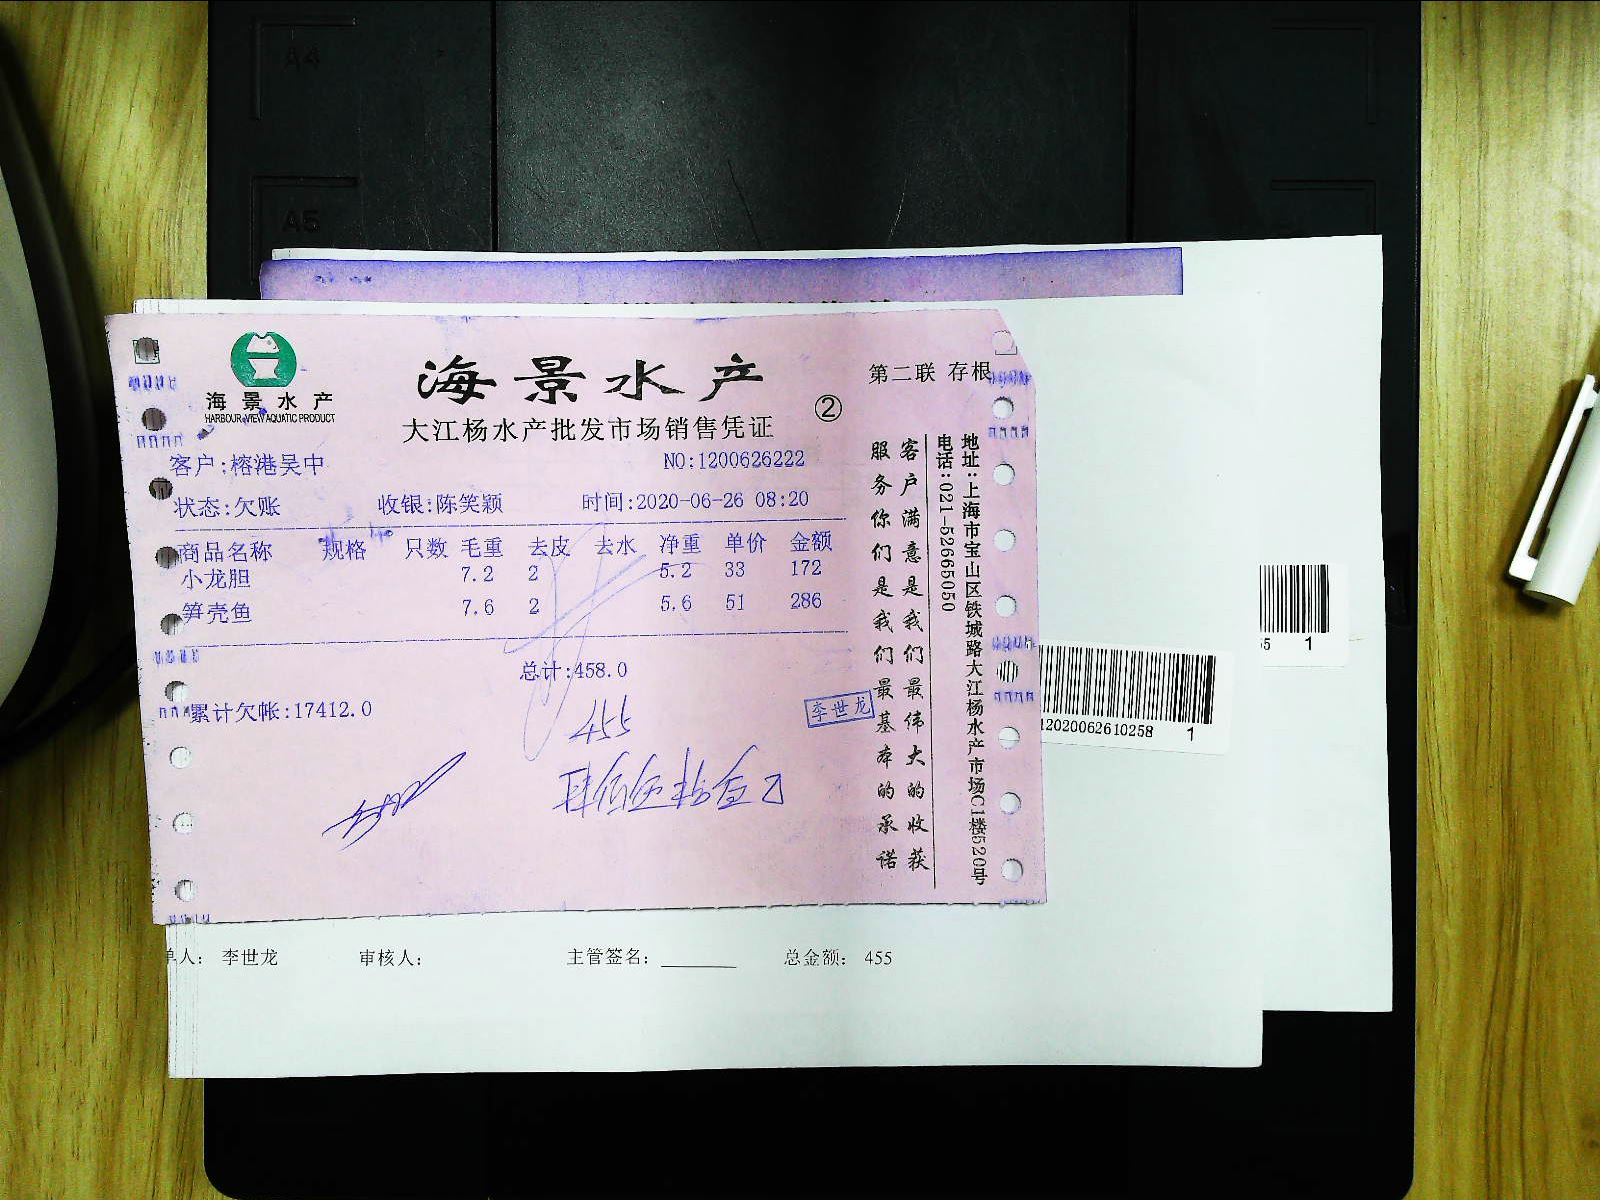 A4
A5
海景水产
HARBOUR VIEW AQUATIC PRODUCT
海景水产
大江杨水产批发市场销售凭证
②
第二联 存根
客户:榕港吴中
NO:1200626222
状态:欠账 收银:陈笑颖 时间:2020-06-26 08:20
商品名称 规格 只数 毛重 去皮 去水 净重 单价 金额
小龙胆 7.2 2 5.2 33 172
笋壳鱼 7.6 2 5.6 51 286
总计:458.0
累计欠帐:17412.0
455
李世龙
客户满意是我们最伟大的收获
服务你们是我们最基本的承诺
地址:上海市宝山区铁城路大江杨水产市场C1楼520号
电话:021-52665050
55 1
12020062610258 1
单人: 李世龙 审核人: 主管签名: 总金额: 455